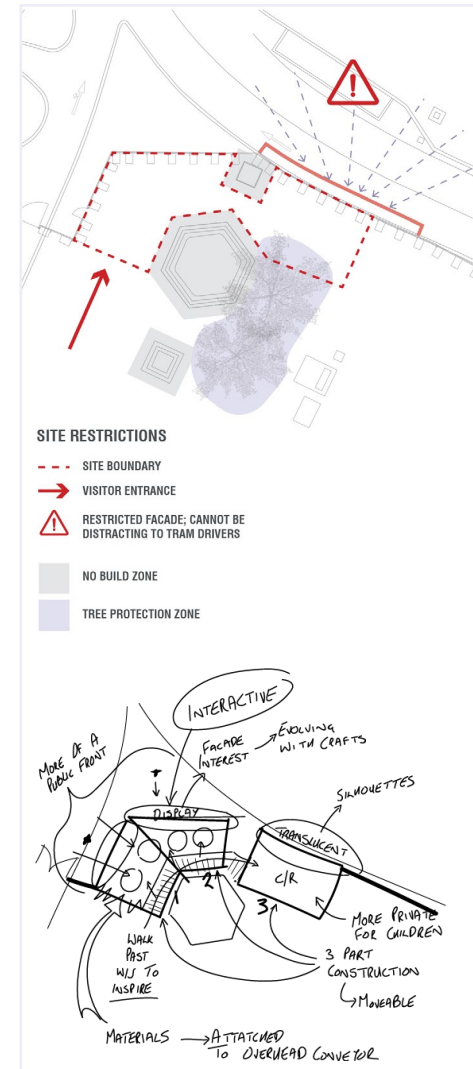 SITE RESTRICTIONS
SITE BOUNDARY
VISITOR ENTRANCE
RESTRICTED FACADE; CANNOT BE
DISTRACTING TO TRAM DRIVERS
NO BUILD ZONE
TREE PROTECTION ZONE
INTERACTIVE
MORE OF A
PUBLIC FRONT
FACADE
INTEREST
EVOLVING
WITH CRAFTS
SILHOUETTES
DISPLAY
TRANSLUCENT
C/R
1
2
3
MORE PRIVATE
FOR CHILDREN
WALK
PAST
W/S TO
INSPIRE
3 PART
CONSTRUCTION
MOVEABLE
MATERIALS
ATTATCHED
TO OVERHEAD CONVEYOR